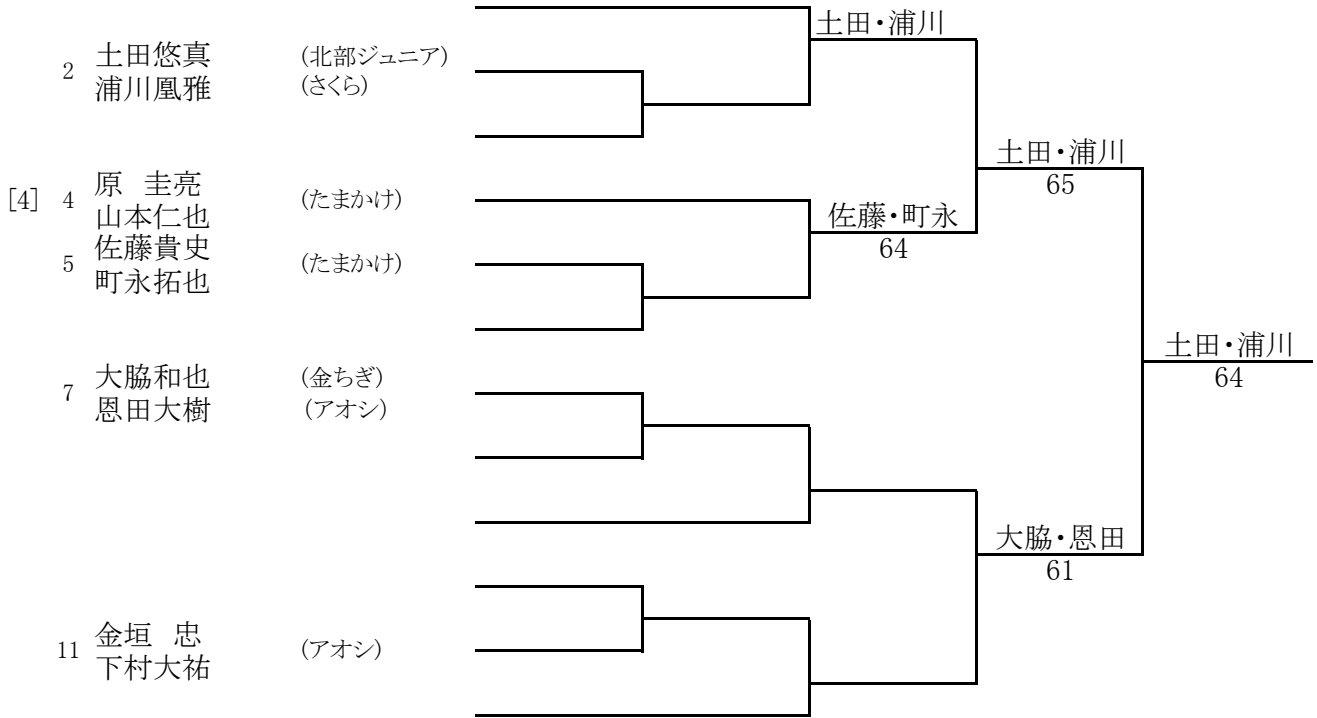 土田・浦川
2 土田悠真 (北部ジュニア)
浦川凰雅 (さくら)
土田・浦川
65
[4] 4 原 圭亮 (たまかけ)
山本仁也
佐藤・町永
64
5 佐藤貴史 (たまかけ)
町永拓也
土田・浦川
64
7 大脇和也 (金ちぎ)
恩田大樹 (アオシ)
大脇・恩田
61
11 金垣 忠 (アオシ)
下村大祐